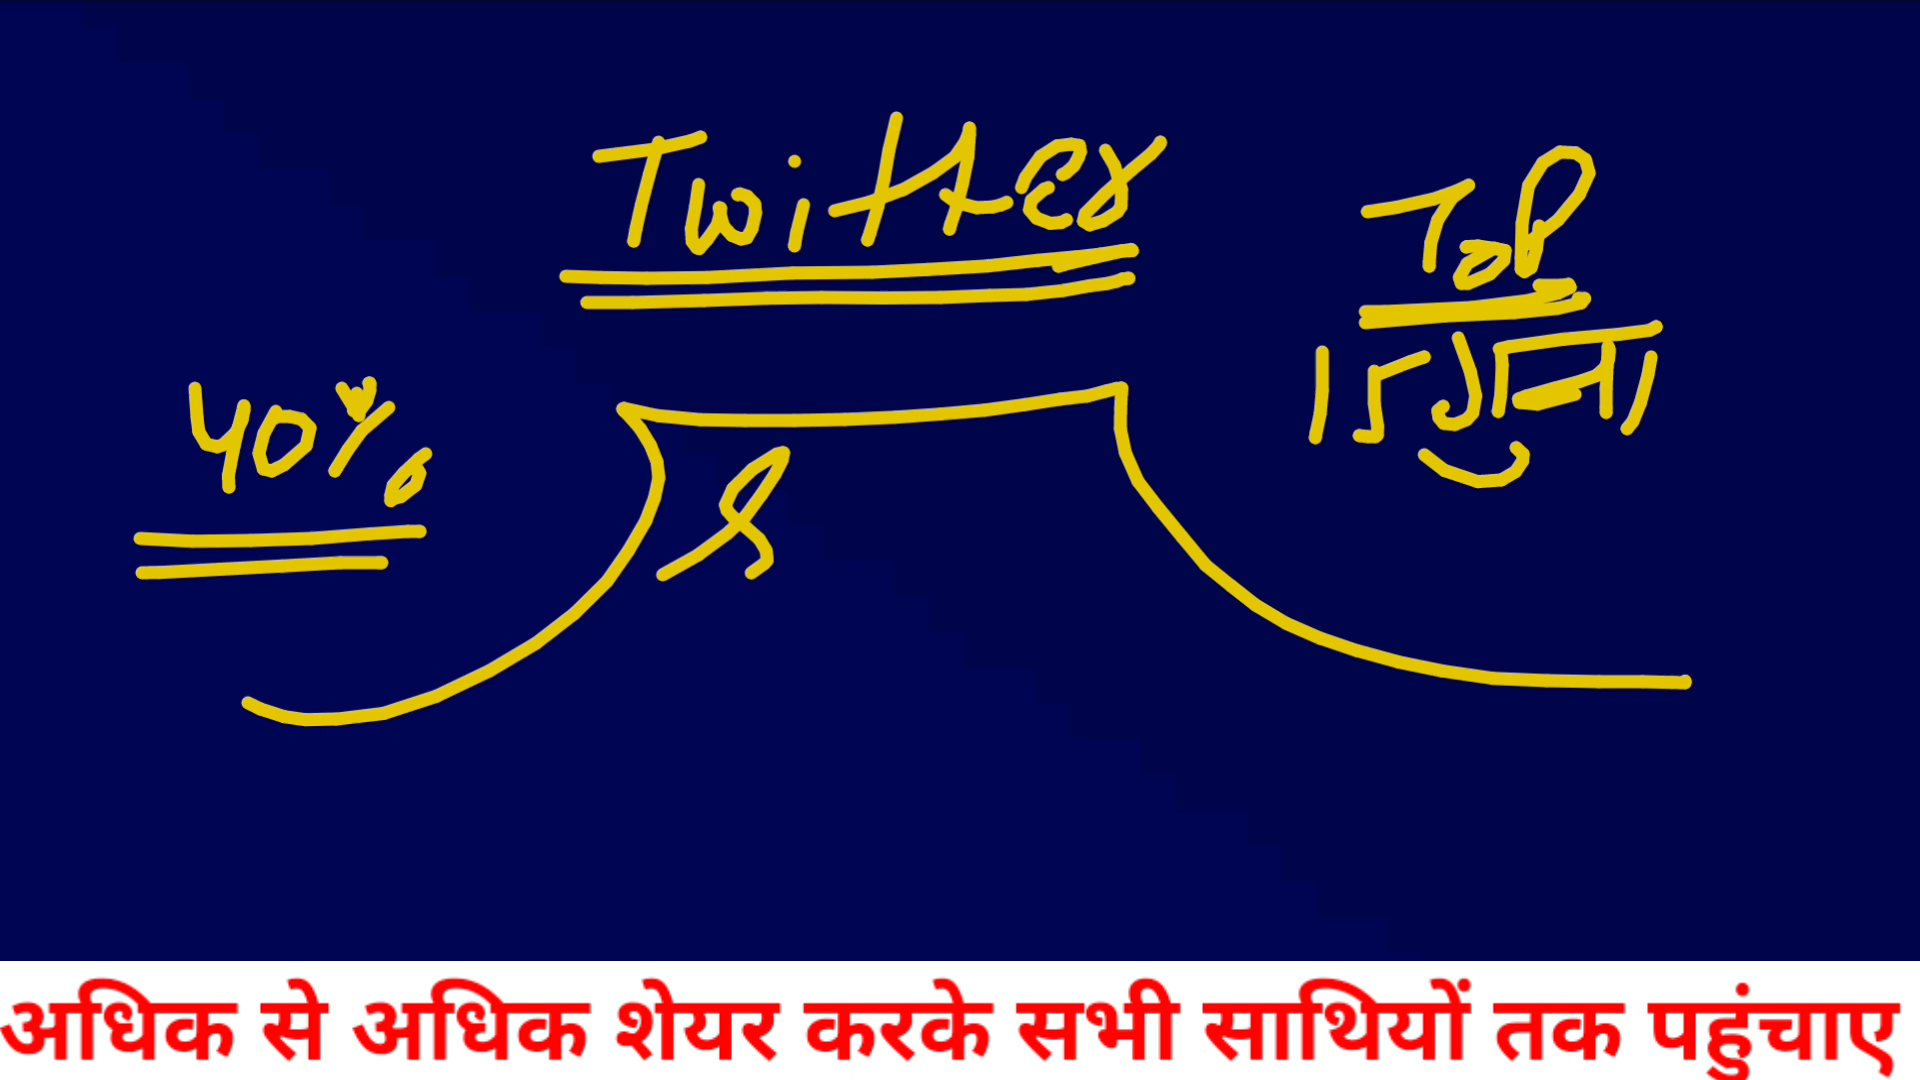 Twitter
Top
15 गुना
40%
अधिक से अधिक शेयर करके सभी साथियों तक पहुंचाए